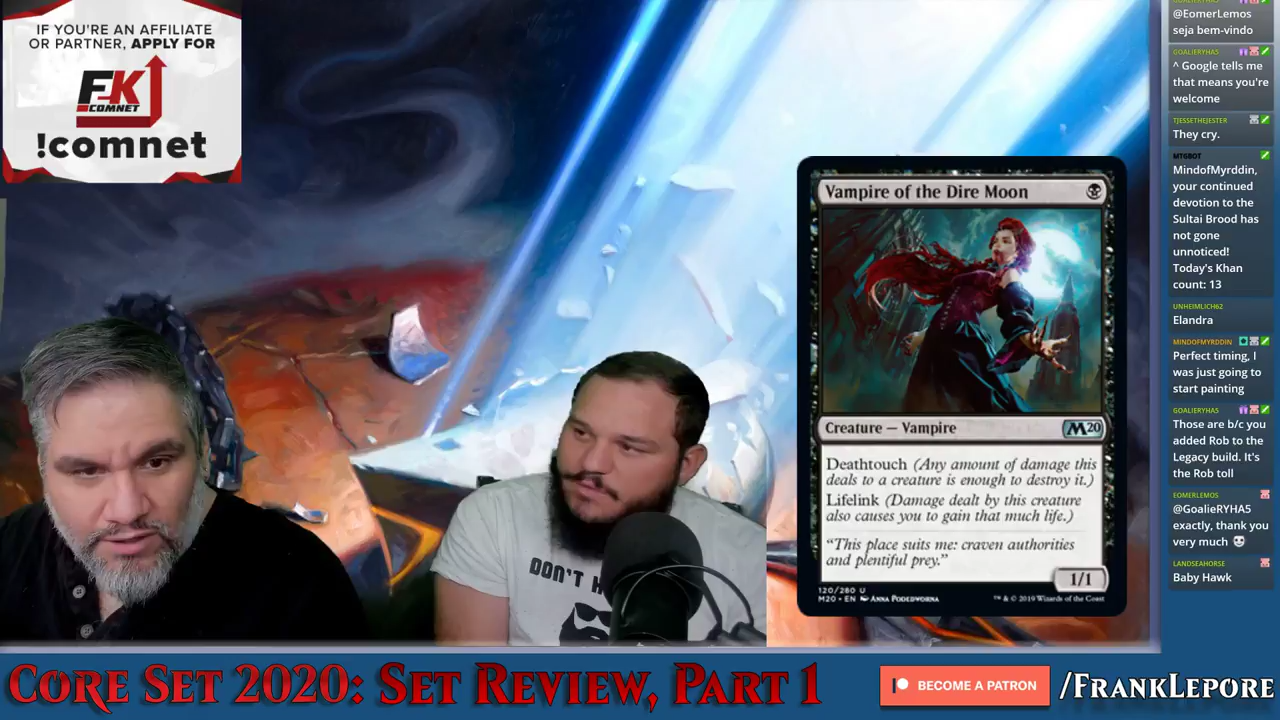 IF YOU'RE AN AFFILIATE
OR PARTNER, APPLY FOR
FK
COMNET
!comnet
Vampire of the Dire Moon
Creature — Vampire
M20
Deathtouch (Any amount of damage this
deals to a creature is enough to destroy it.)
Lifelink (Damage dealt by this creature
also causes you to gain that much life.)
"This place suits me: craven authorities
and plentiful prey."
1/1
120/280 U
M20 • EN ANNA PODEDWORNA
™ & © 2019 Wizards of the Coast
DON'T H
@EomerLemos
seja bem-vindo
GOALIERYHA5
^ Google tells me
that means you're
welcome
TJESSETHEJESTER
They cry.
MTGBOT
MindofMyrddin,
your continued
devotion to the
Sultai Brood has
not gone
unnoticed!
Today's Khan
count: 13
UNHEIMLICH62
Elandra
MINDOFMYRDDIN
Perfect timing, I
was just going to
start painting
GOALIERYHA5
Those are b/c you
added Rob to the
Legacy build. It's
the Rob toll
EOMERLEMOS
@GoalieRYHA5
exactly, thank you
very much
LANDSEAHORSE
Baby Hawk
CORE SET 2020: SET REVIEW, PART 1
BECOME A PATRON
/FRANKLEPORE